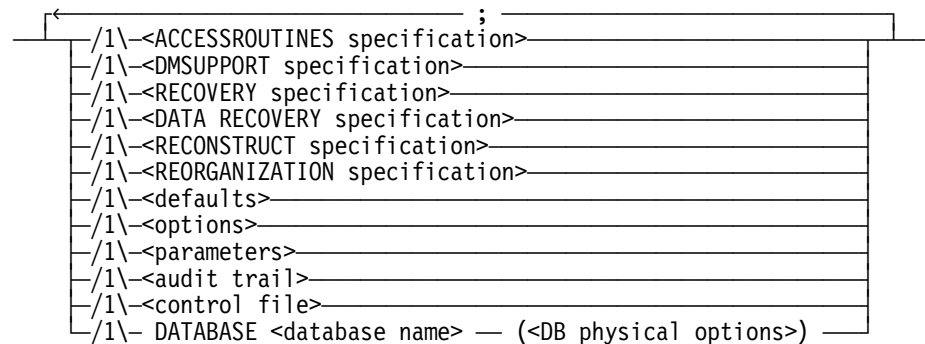 ;
/1\-<ACCESSROUTINES specification>
/1\-<DMSUPPORT specification>
/1\-<RECOVERY specification>
/1\-<DATA RECOVERY specification>
/1\-<RECONSTRUCT specification>
/1\-<REORGANIZATION specification>
/1\-<defaults>
/1\-<options>
/1\-<parameters>
/1\-<audit trail>
/1\-<control file>
/1\- DATABASE <database name> — (<DB physical options>)